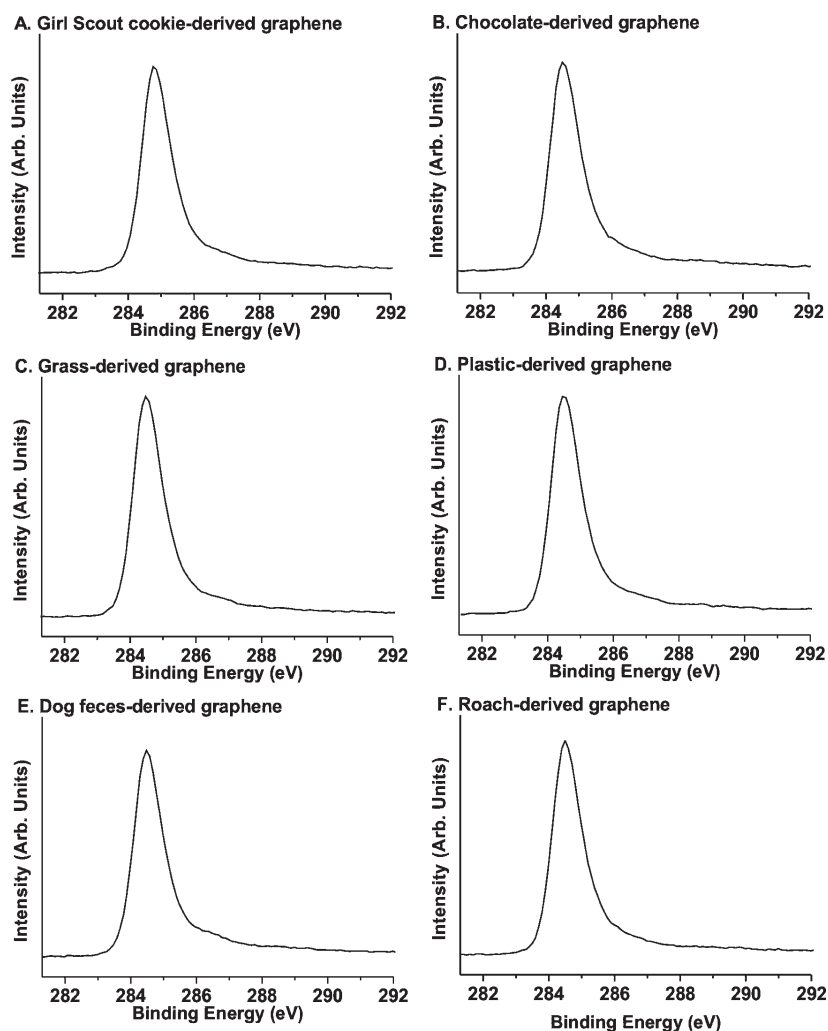 A. Girl Scout cookie-derived graphene
Intensity (Arb. Units)
282 284 286 288 290 292
Binding Energy (eV)
B. Chocolate-derived graphene
Intensity (Arb. Units)
282 284 286 288 290 292
Binding Energy (eV)
C. Grass-derived graphene
Intensity (Arb. Units)
282 284 286 288 290 292
Binding Energy (eV)
D. Plastic-derived graphene
Intensity (Arb. Units)
282 284 286 288 290 292
Binding Energy (eV)
E. Dog feces-derived graphene
Intensity (Arb. Units)
282 284 286 288 290 292
Binding Energy (eV)
F. Roach-derived graphene
Intensity (Arb. Units)
282 284 286 288 290 292
Binding Energy (eV)